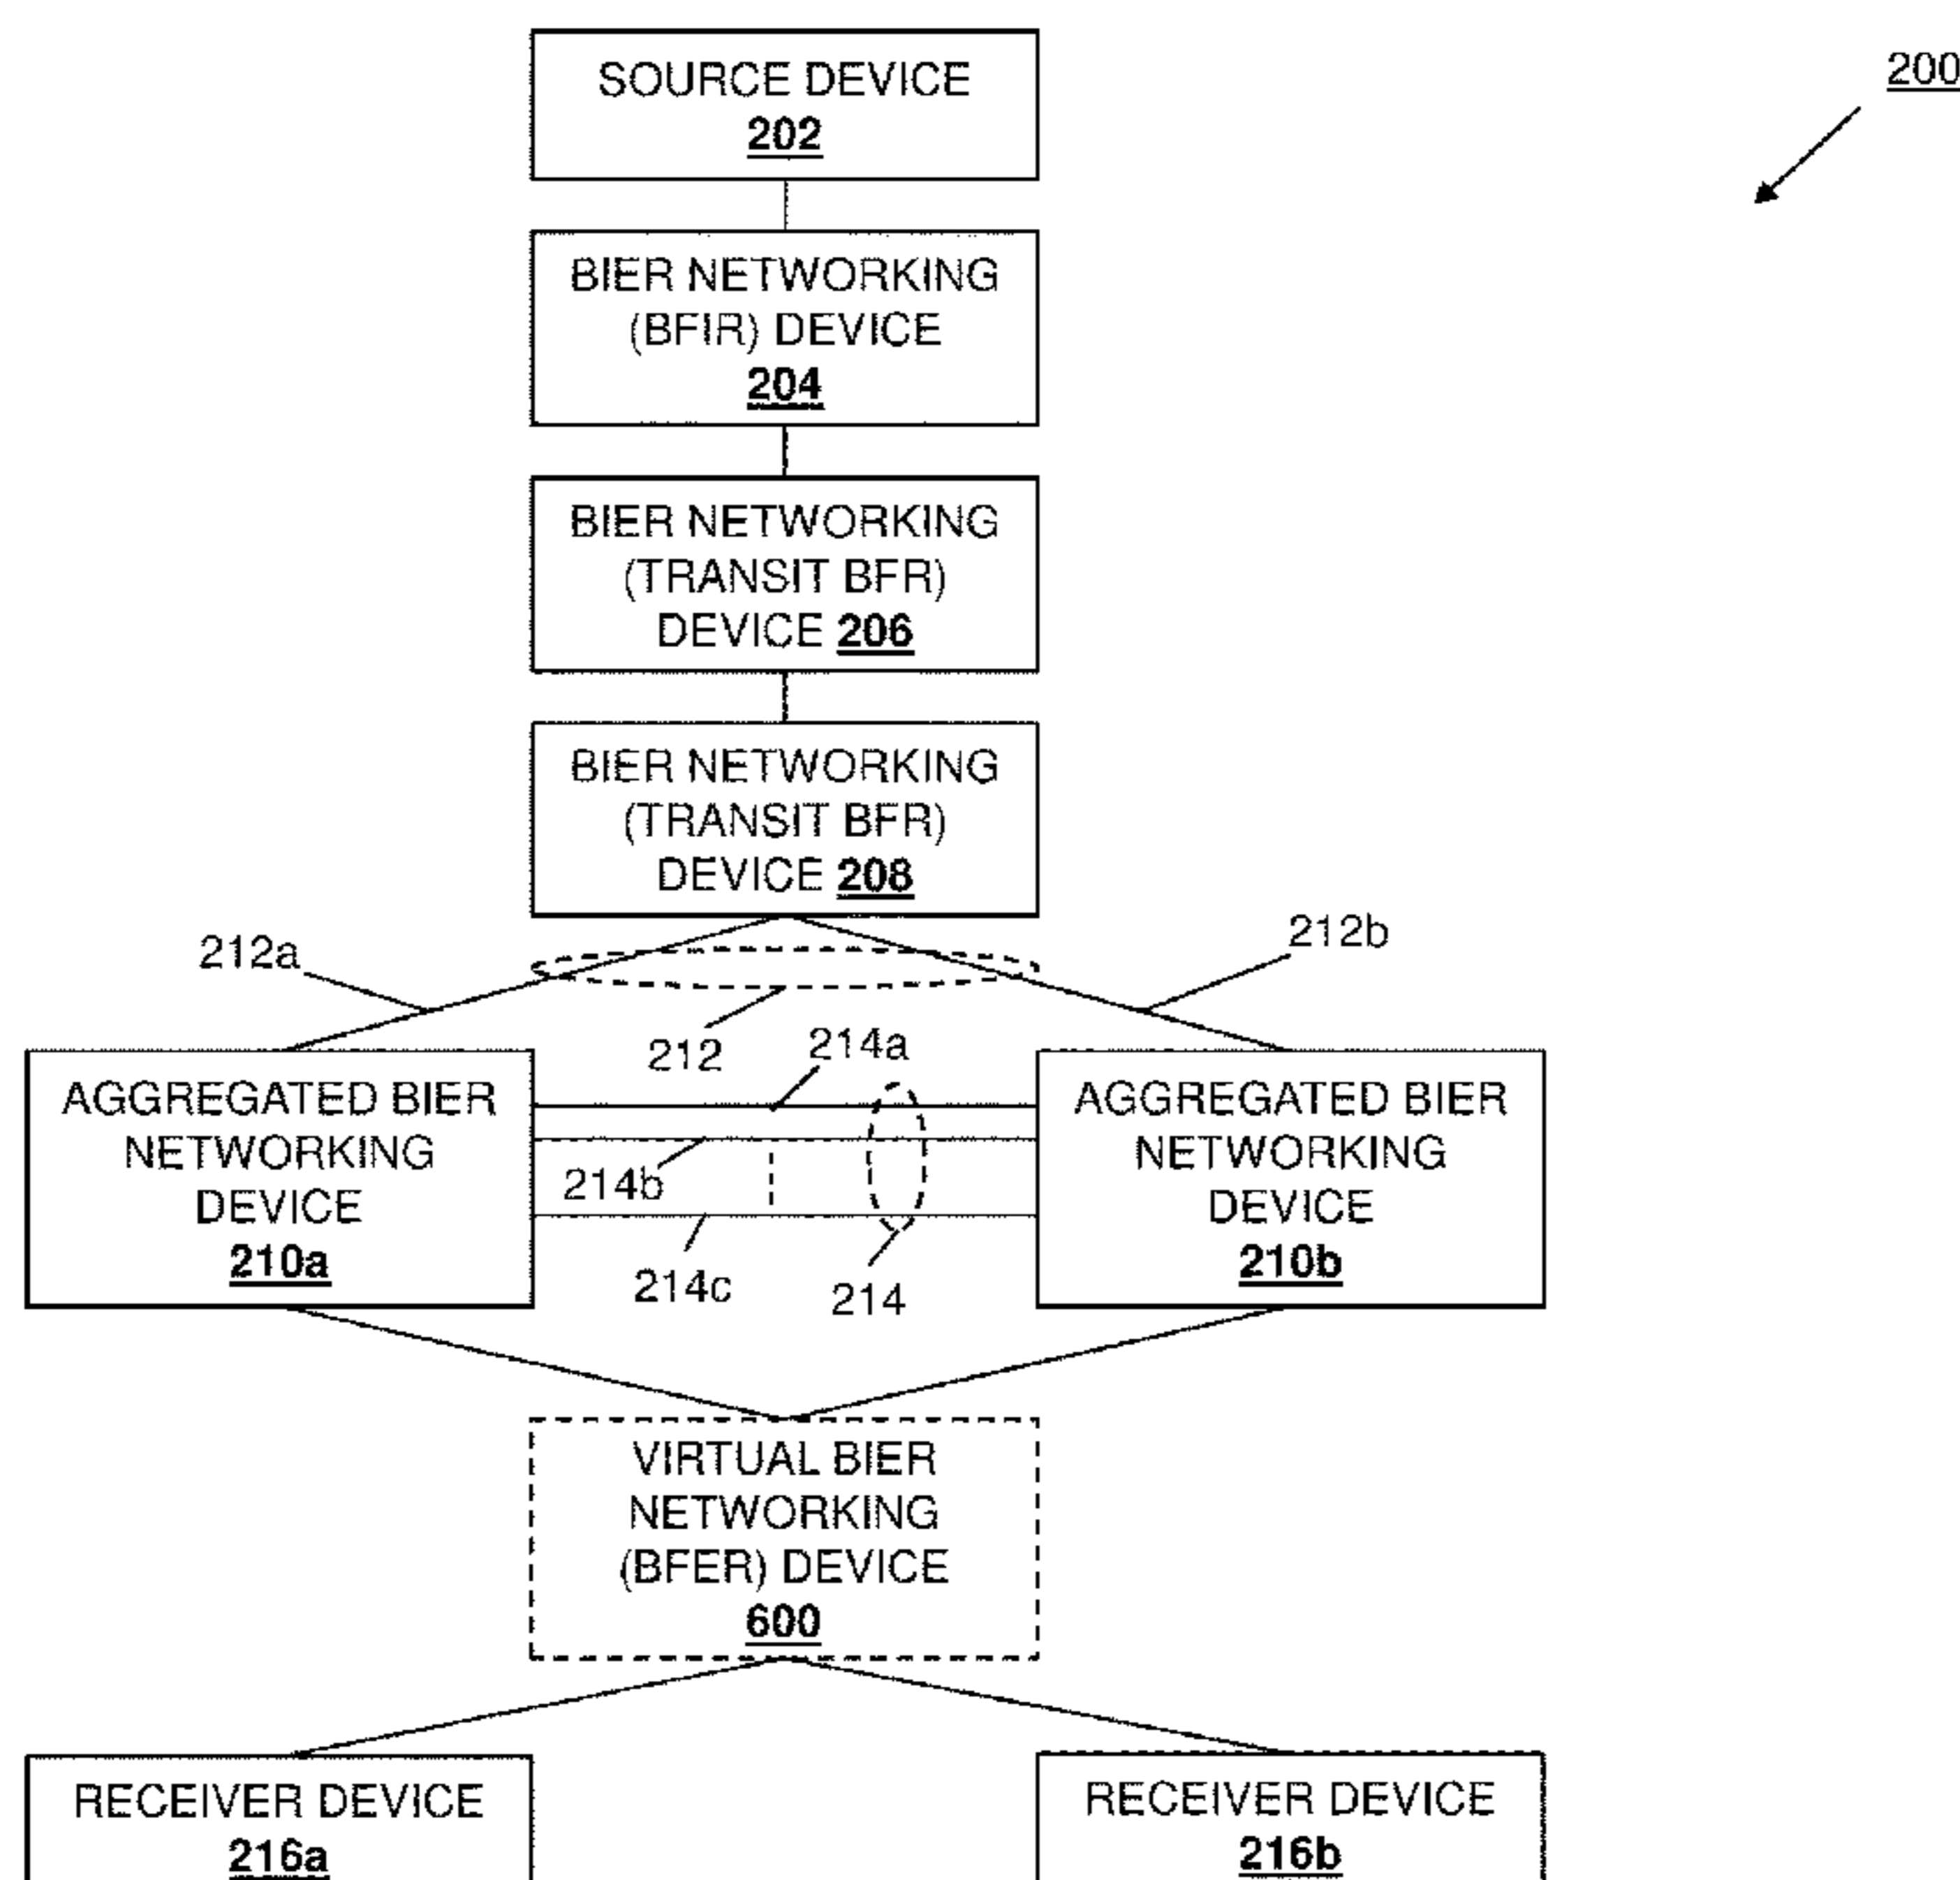 200
SOURCE DEVICE
202
BIER NETWORKING
(BFIR) DEVICE
204
BIER NETWORKING
(TRANSIT BFR)
DEVICE 206
BIER NETWORKING
(TRANSIT BFR)
DEVICE 208
212a
212b
212
214a
AGGREGATED BIER
NETWORKING
DEVICE
210a
214b
214c
214
AGGREGATED BIER
NETWORKING
DEVICE
210b
VIRTUAL BIER
NETWORKING
(BFER) DEVICE
600
RECEIVER DEVICE
216a
RECEIVER DEVICE
216b